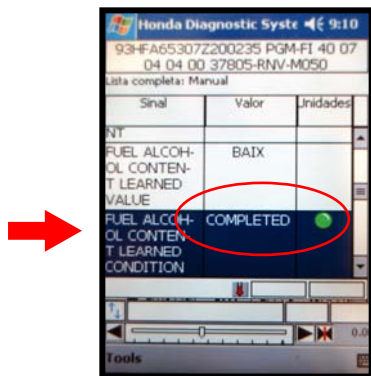 Honda Diagnostic Syste 9:10
93HFA65307Z200235 PGM-FI 40 07
04 04 00 37805-RNV-M050
Lista completa: Manual
Sinal Valor Unidades
NT
FUEL ALCOH- BAIX
OL CONTEN-
T LEARNED
VALUE
FUEL ALCOH- COMPLETED
OL CONTEN-
T LEARNED
CONDITION
0.0
Tools